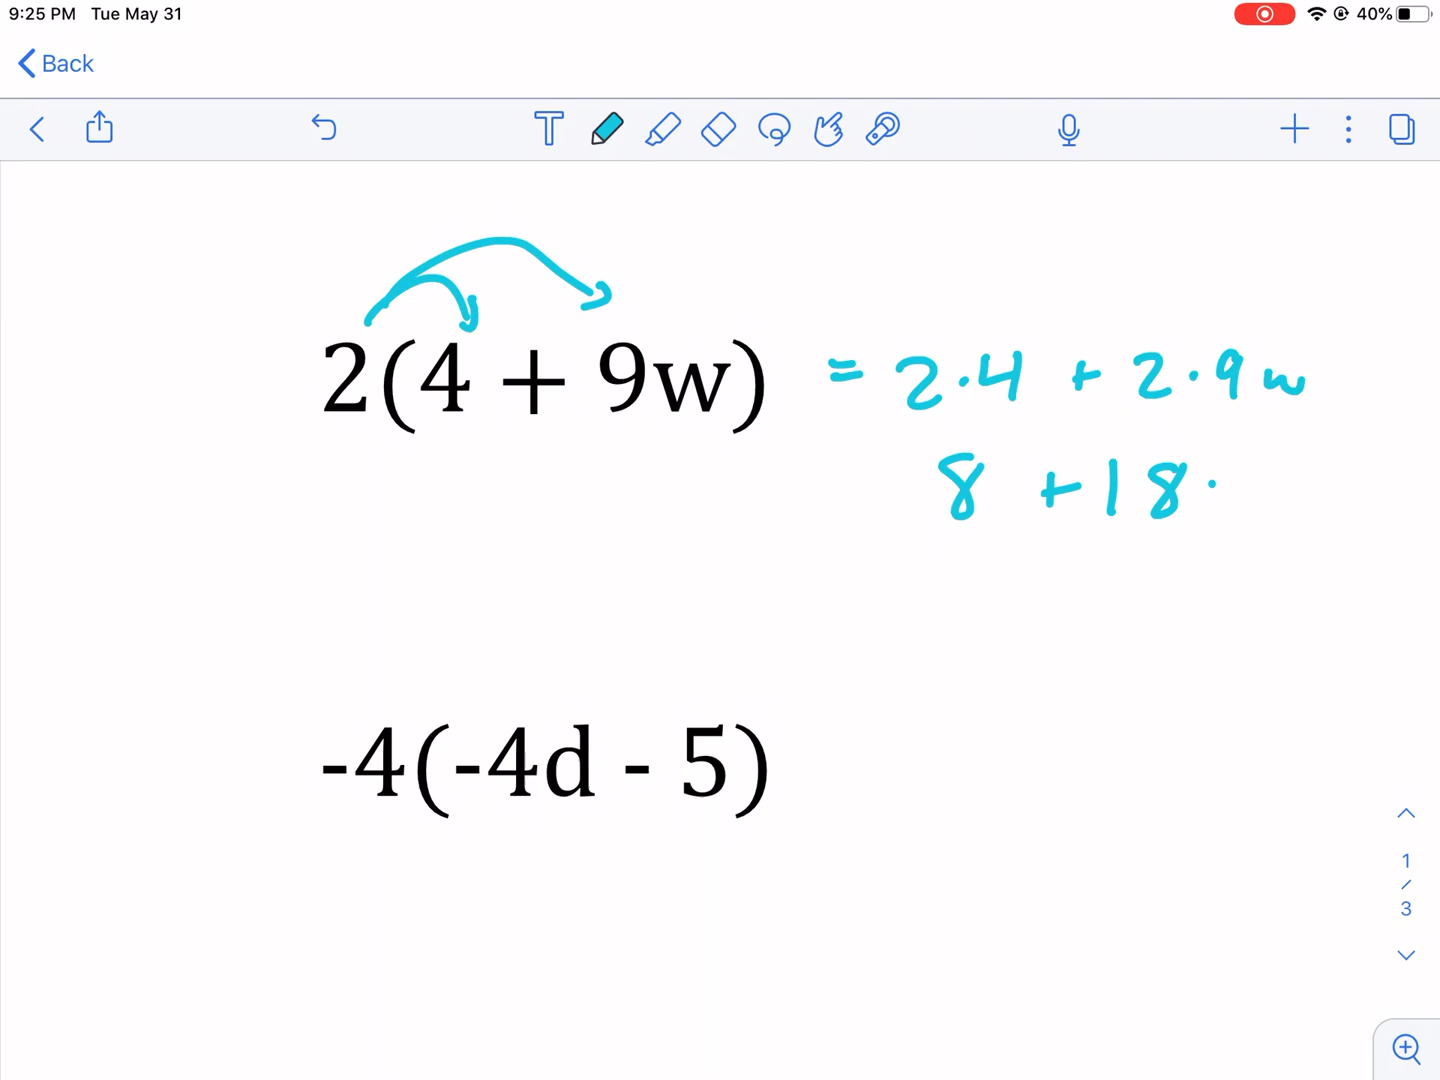 9:25 PM Tue May 31 40%
Back
2(4 + 9w) = 2·4 + 2·9w
8 + 18·
-4(-4d - 5)
1
/
3